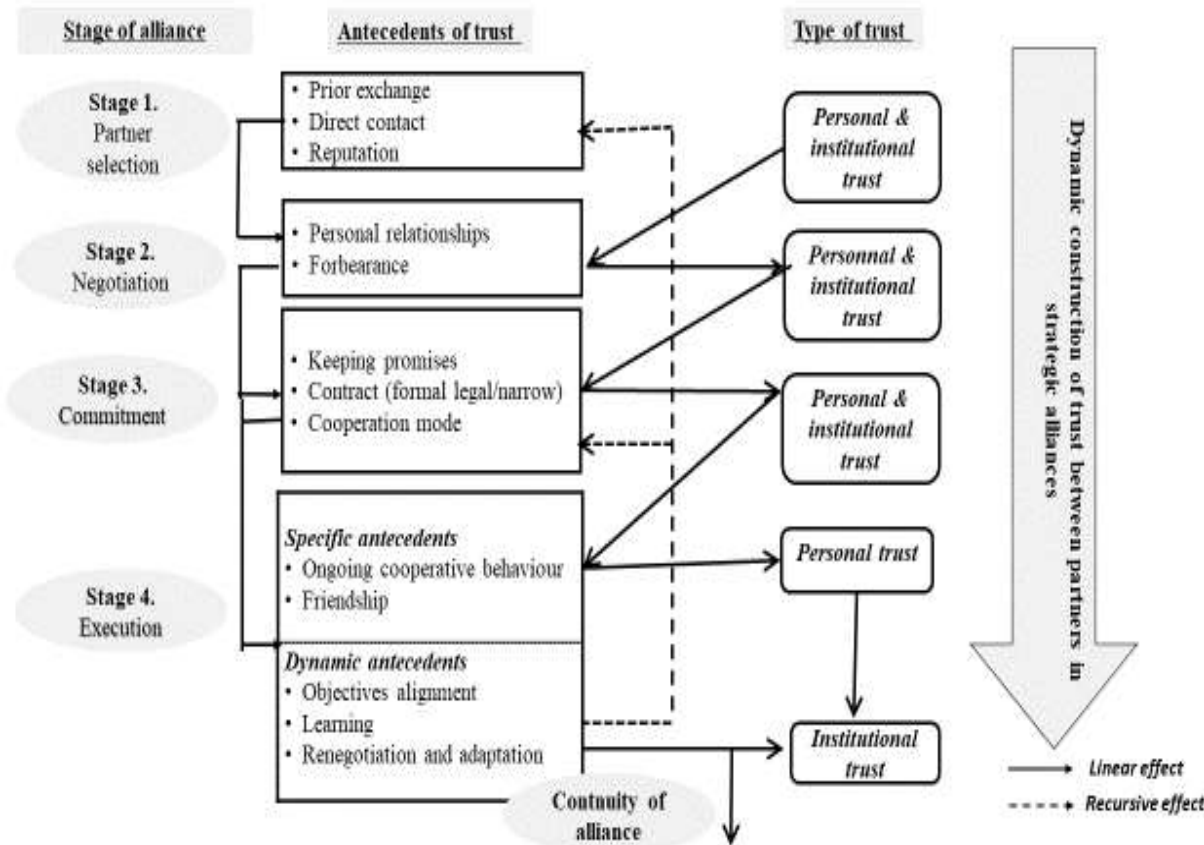 Stage of alliance
Antecedents of trust
Type of trust
Stage 1.
Partner
selection
• Prior exchange
• Direct contact
• Reputation
Personal &
institutional
trust
Stage 2.
Negotiation
• Personal relationships
• Forbearance
Personnal &
institutional
trust
Stage 3.
Commitment
• Keeping promises
• Contract (formal legal/narrow)
• Cooperation mode
Personal &
institutional
trust
Stage 4.
Execution
Specific antecedents
• Ongoing cooperative behaviour
• Friendship
Personal trust
Dynamic antecedents
• Objectives alignment
• Learning
• Renegotiation and adaptation
Institutional
trust
Contnuity of
alliance
Dynamic construction of trust between partners in
strategic alliances
Linear effect
Recursive effect